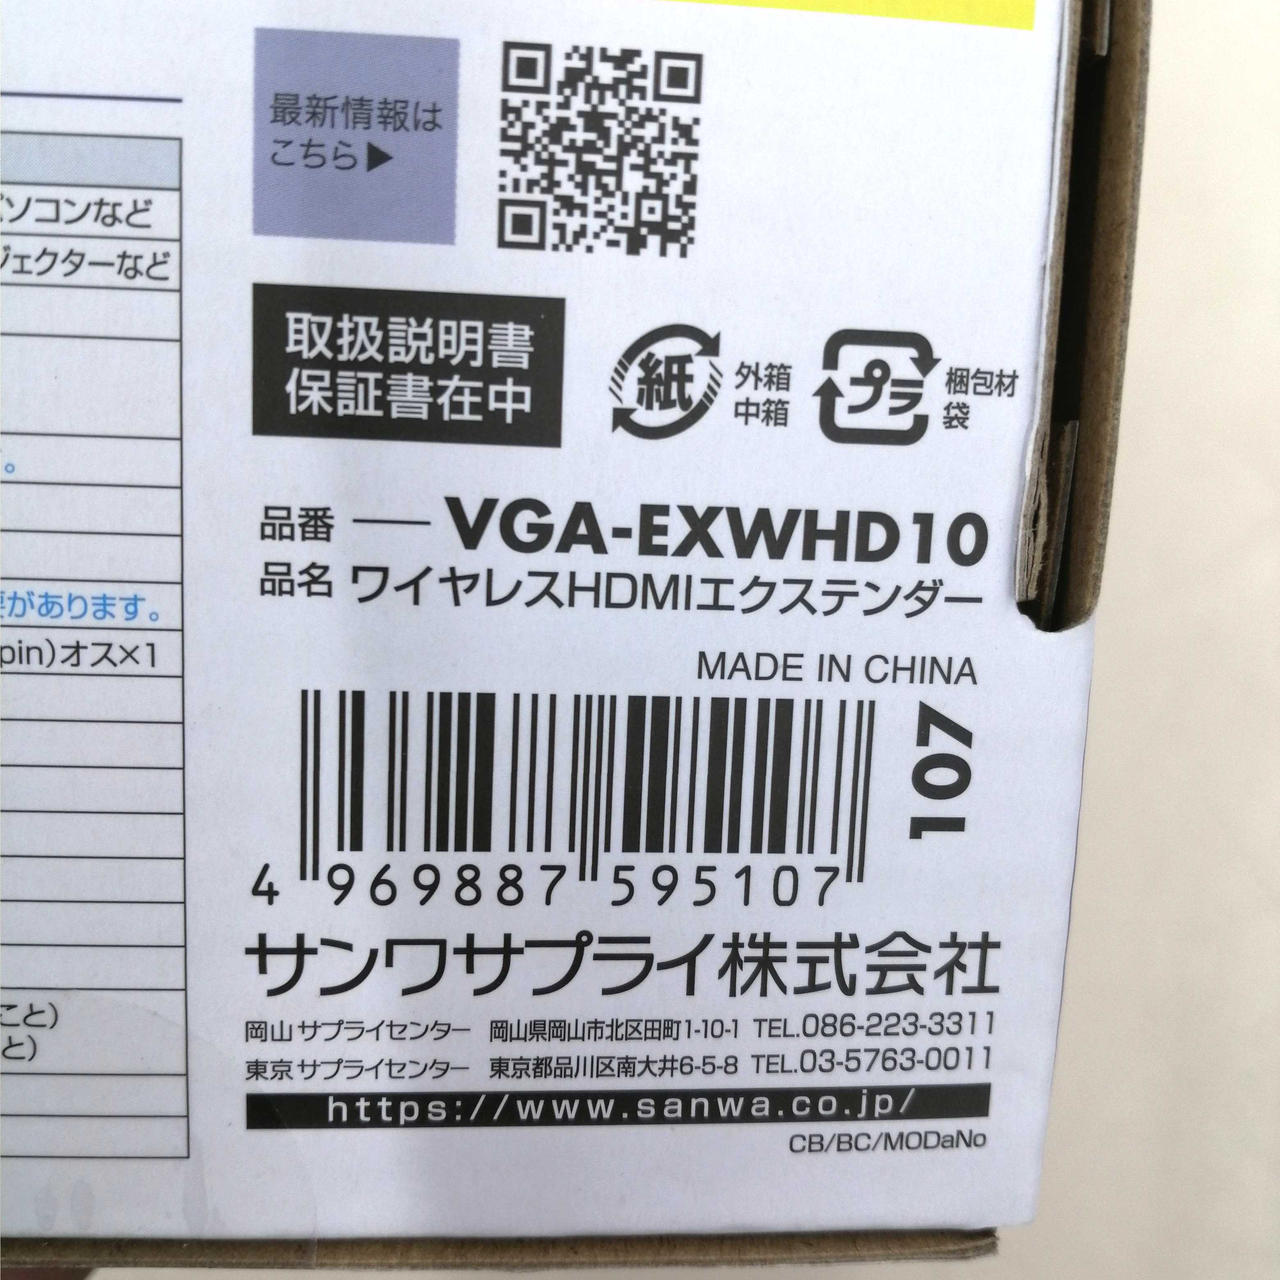 最新情報は
こちら▶
ソコンなど
ジェクターなど
。
要があります。
pin)オス×1
こと)
と)
取扱説明書
保証書在中
紙
外箱
中箱
プラ
梱包材
袋
品番 ― VGA-EXWHD10
品名 ワイヤレスHDMIエクステンダー
MADE IN CHINA
107
4 969887 595107
サンワサプライ株式会社
岡山サプライセンター 岡山県岡山市北区田町1-10-1 TEL.086-223-3311
東京サプライセンター 東京都品川区南大井6-5-8 TEL.03-5763-0011
https://www.sanwa.co.jp/
CB/BC/MODaNo